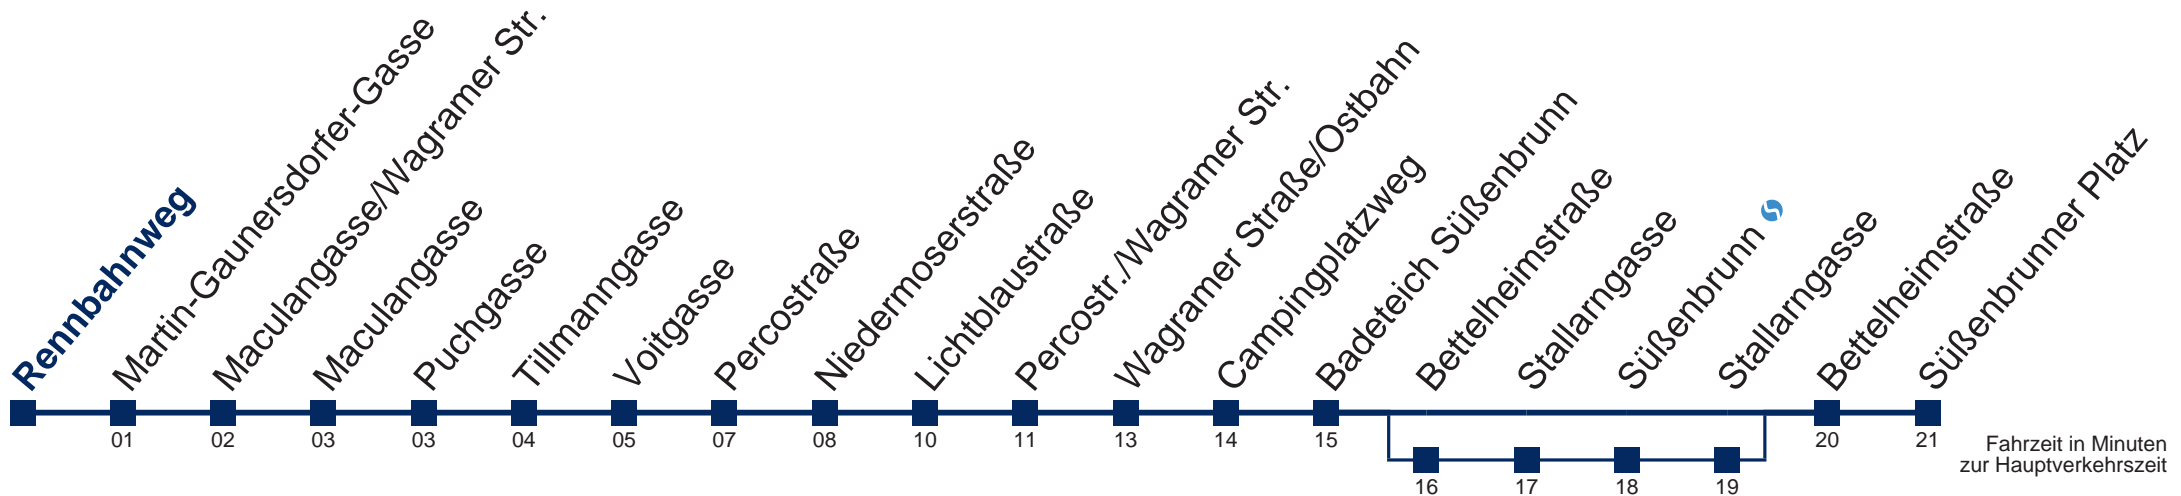 Rennbahnweg
Martin-Gaunersdorfer-Gasse
Maculangasse/Wagramer Str.
Maculangasse
Puchgasse
Tillmanngasse
Voitgasse
Percostraße
Niedermoserstraße
Lichtblaustraße
Percostr./Wagramer Str.
Wagramer Straße/Ostbahn
Campingplatzweg
Badeteich Süßenbrunn
Bettelheimstraße
Stallarngasse
Süßenbrunn
Stallarngasse
Bettelheimstraße
Süßenbrunner Platz
01 02 03 03 04 05 07 08 10 11 13 14 15 20 21
16 17 18 19
Fahrzeit in Minuten
zur Hauptverkehrszeit